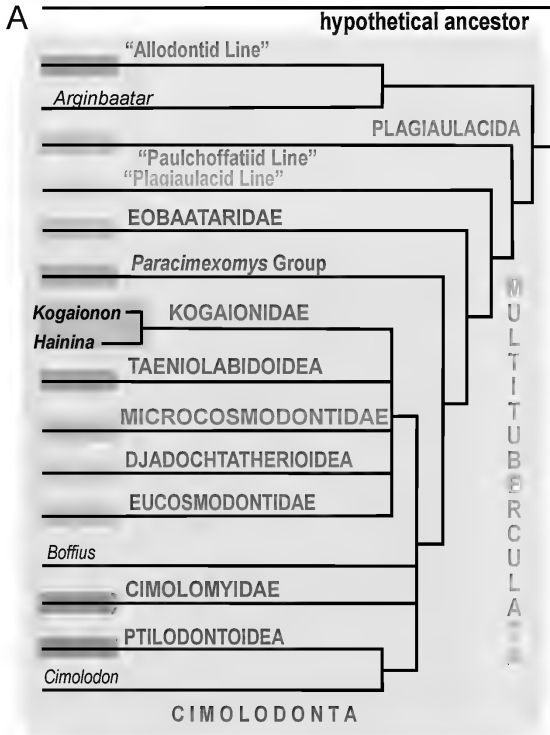 A
hypothetical ancestor
“Allodontid Line”
Arginbaatar
PLAGIAULACIDA
“Paulchoffatiid Line”
“Plagiaulacid Line”
EOBAATARIDAE
Paracimexomys Group
Kogaionon
KOGAIONIDAE
Hainina
TAENIOLABIDOIDEA
MICROCOSMODONTIDAE
DJADOCHTATHERIOIDEA
EUCOSMODONTIDAE
Boffius
CIMOLOMYIDAE
PTILODONTOIDEA
Cimolodon
CIMOLODONTA
MULTITUBERCULATA